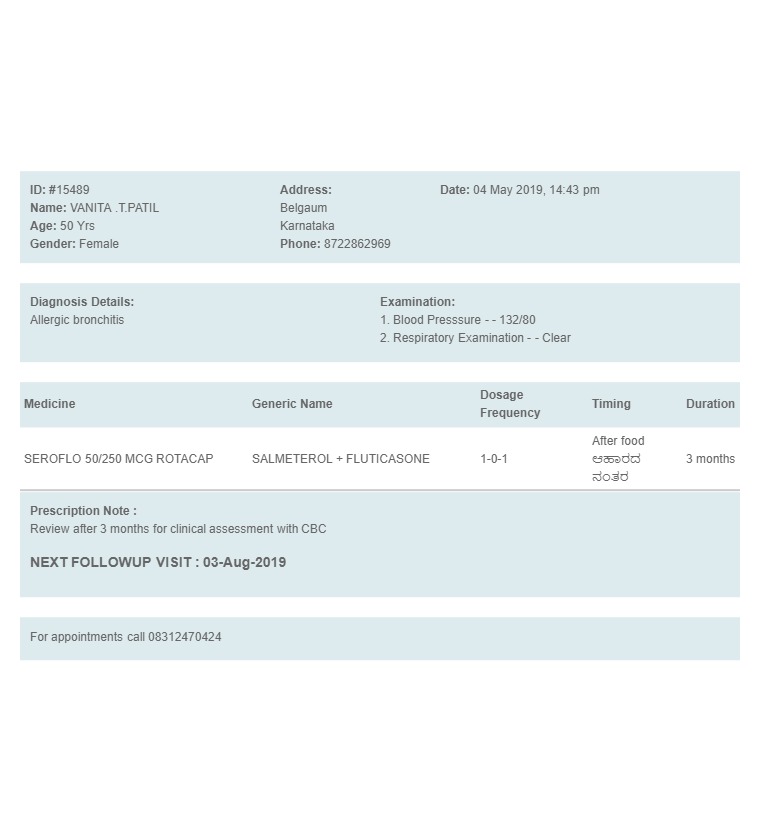 ID: #15489
Name: VANITA .T.PATIL
Age: 50 Yrs
Gender: Female
Address:
Belgaum
Karnataka
Phone: 8722862969
Date: 04 May 2019, 14:43 pm
Diagnosis Details:
Allergic bronchitis
Examination:
1. Blood Presssure - - 132/80
2. Respiratory Examination - - Clear
Medicine Generic Name Dosage Frequency Timing Duration
SEROFLO 50/250 MCG ROTACAP SALMETEROL + FLUTICASONE 1-0-1 After food 3 months
ಆಹಾರದ
ನಂತರ
Prescription Note :
Review after 3 months for clinical assessment with CBC
NEXT FOLLOWUP VISIT : 03-Aug-2019
For appointments call 08312470424